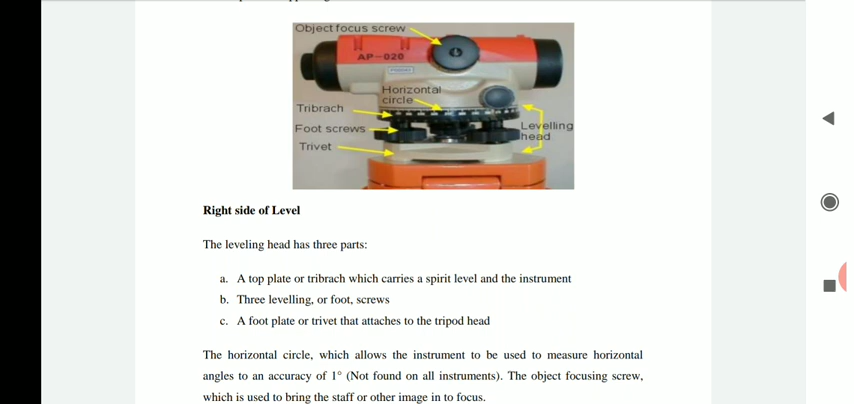 Object focus screw
AP-020
Horizontal
circle
Tribrach
Foot screws
Levelling
head
Trivet
Right side of Level
The leveling head has three parts:
a. A top plate or tribrach which carries a spirit level and the instrument
b. Three levelling, or foot, screws
c. A foot plate or trivet that attaches to the tripod head
The horizontal circle, which allows the instrument to be used to measure horizontal
angles to an accuracy of 1° (Not found on all instruments). The object focusing screw,
which is used to bring the staff or other image in to focus.